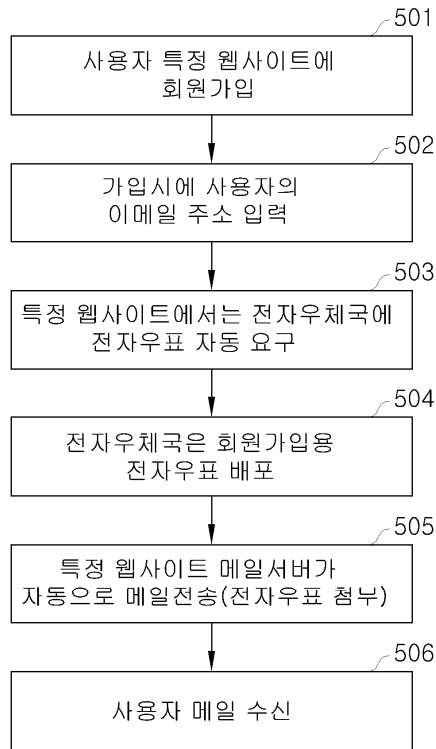 501
사용자 특정 웹사이트에
회원가입
502
가입시에 사용자의
이메일 주소 입력
503
특정 웹사이트에서는 전자우체국에
전자우표 자동 요구
504
전자우체국은 회원가입용
전자우표 배포
505
특정 웹사이트 메일서버가
자동으로 메일전송(전자우표 첨부)
506
사용자 메일 수신